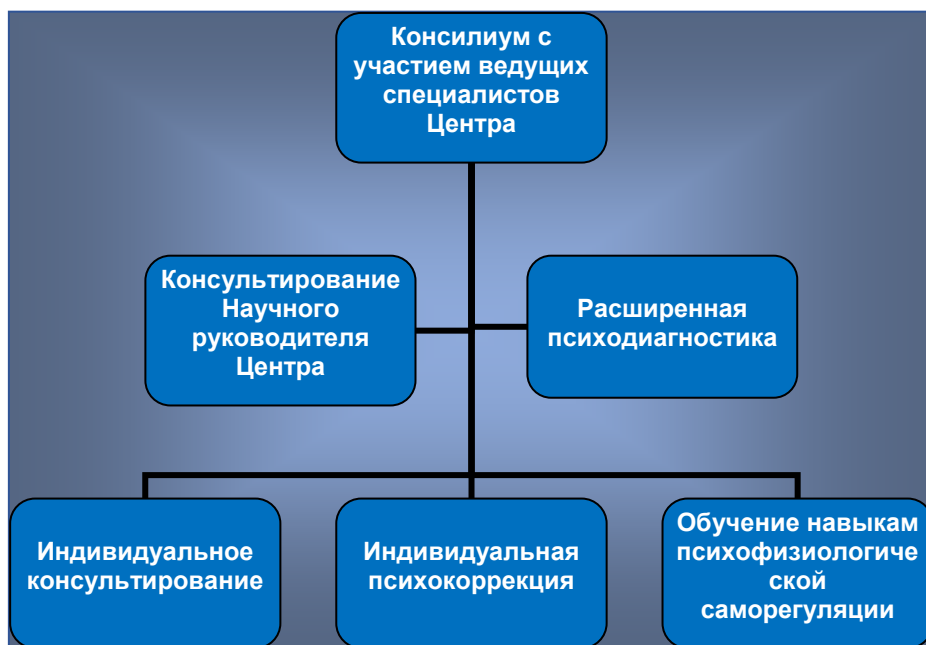 Консилиум с
участием ведущих
специалистов
Центра
Консультирование
Научного
руководителя
Центра
Расширенная
психодиагностика
Индивидуальное
консультирование
Индивидуальная
психокоррекция
Обучение навыкам
психофизиологиче
ской
саморегуляции